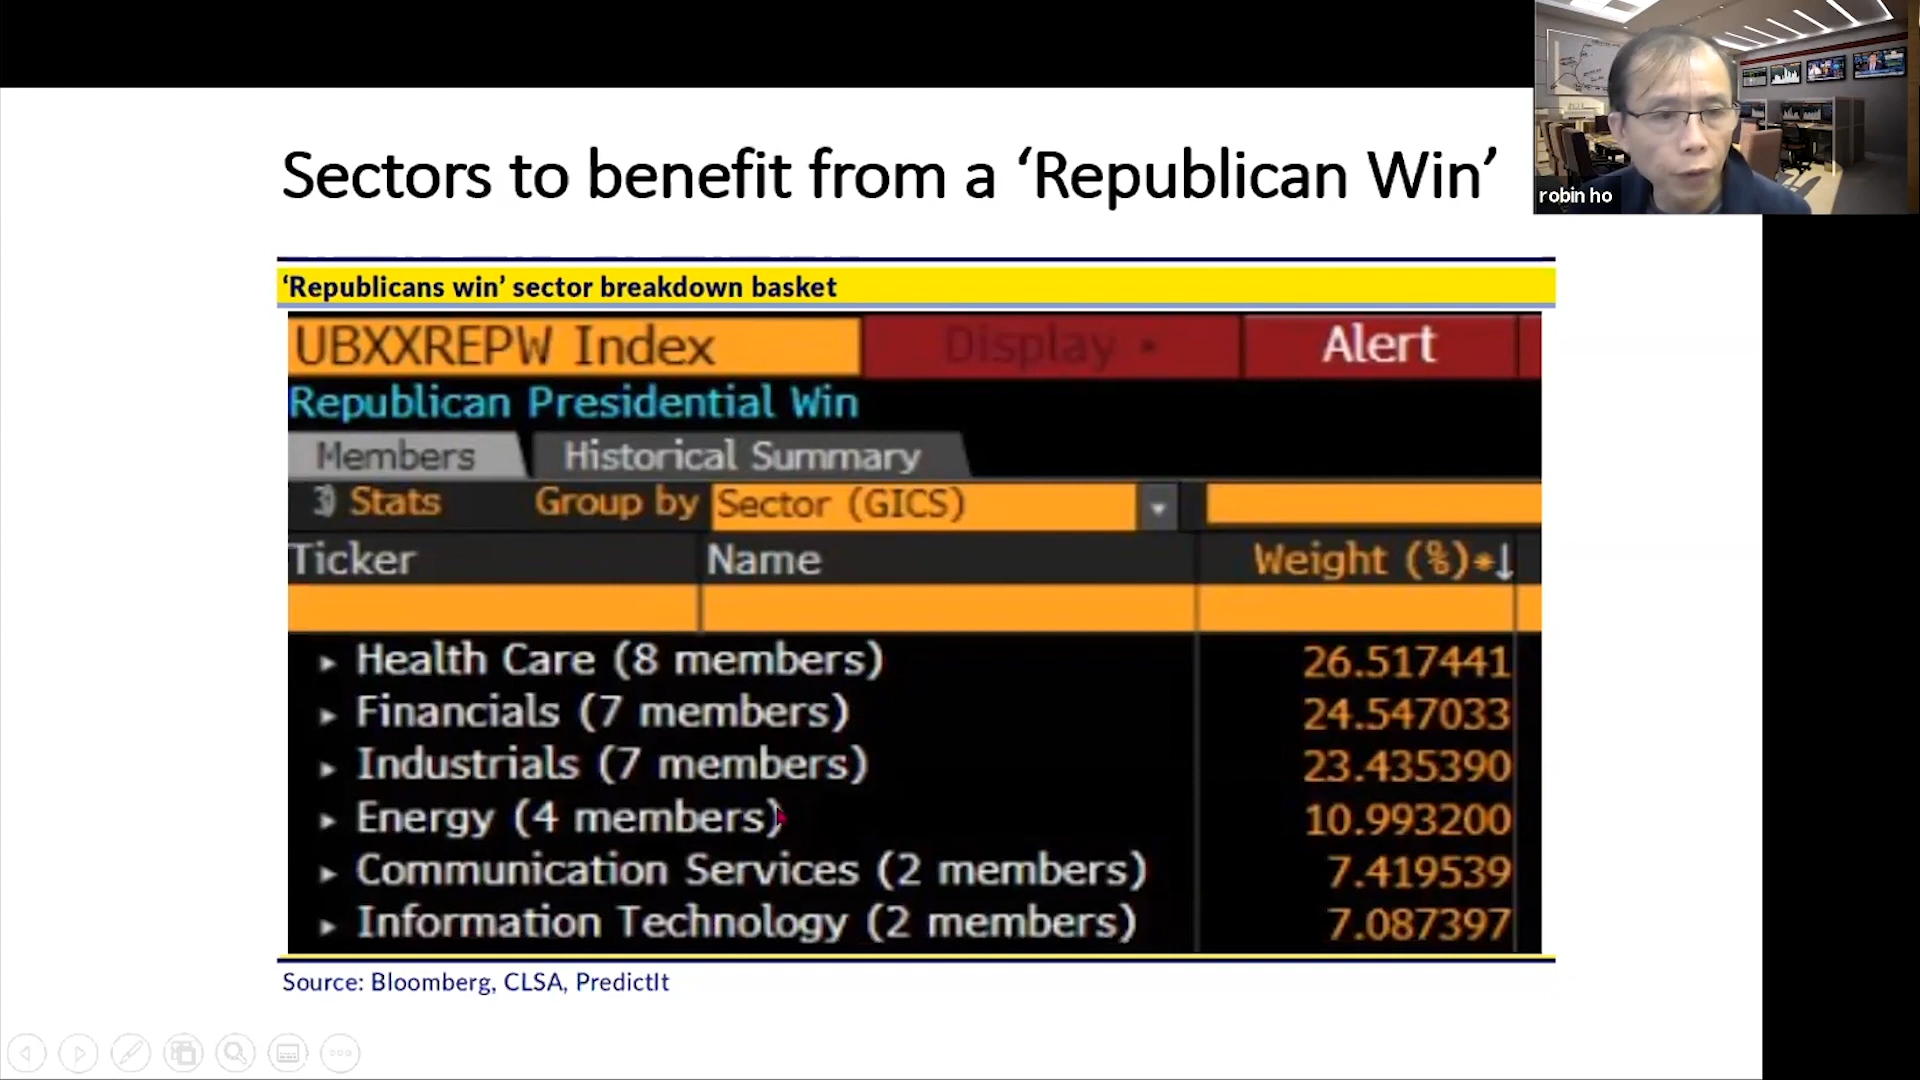 Sectors to benefit from a ‘Republican Win’
robin ho
‘Republicans win’ sector breakdown basket
UBXXREPW Index Display Alert
Republican Presidential Win
Members Historical Summary
Stats Group by Sector (GICS)
Ticker Name Weight (%)
Health Care (8 members) 26.517441
Financials (7 members) 24.547033
Industrials (7 members) 23.435390
Energy (4 members) 10.993200
Communication Services (2 members) 7.419539
Information Technology (2 members) 7.087397
Source: Bloomberg, CLSA, PredictIt